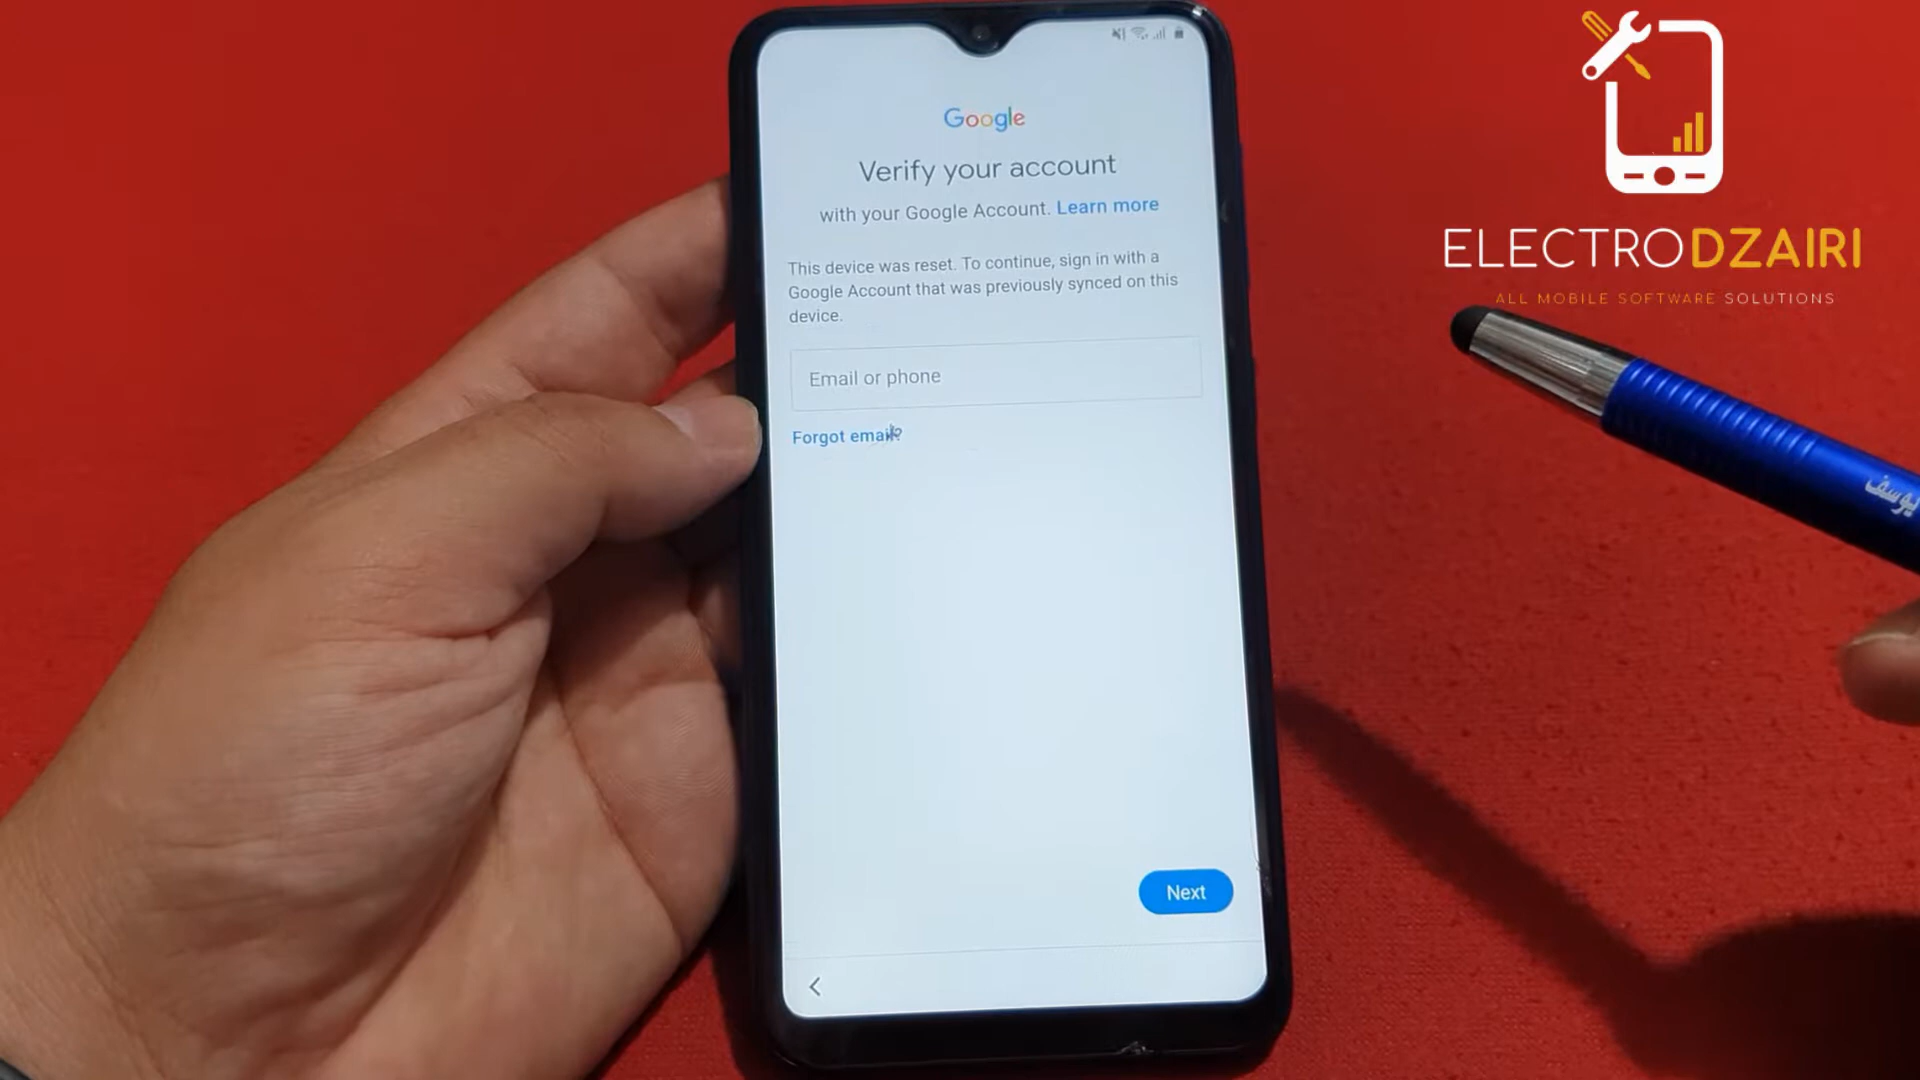 Google
Verify your account
with your Google Account. Learn more
This device was reset. To continue, sign in with a
Google Account that was previously synced on this
device.
Email or phone
Forgot email?
Next
ELECTRODZAIRI
ALL MOBILE SOFTWARE SOLUTIONS
يوسف